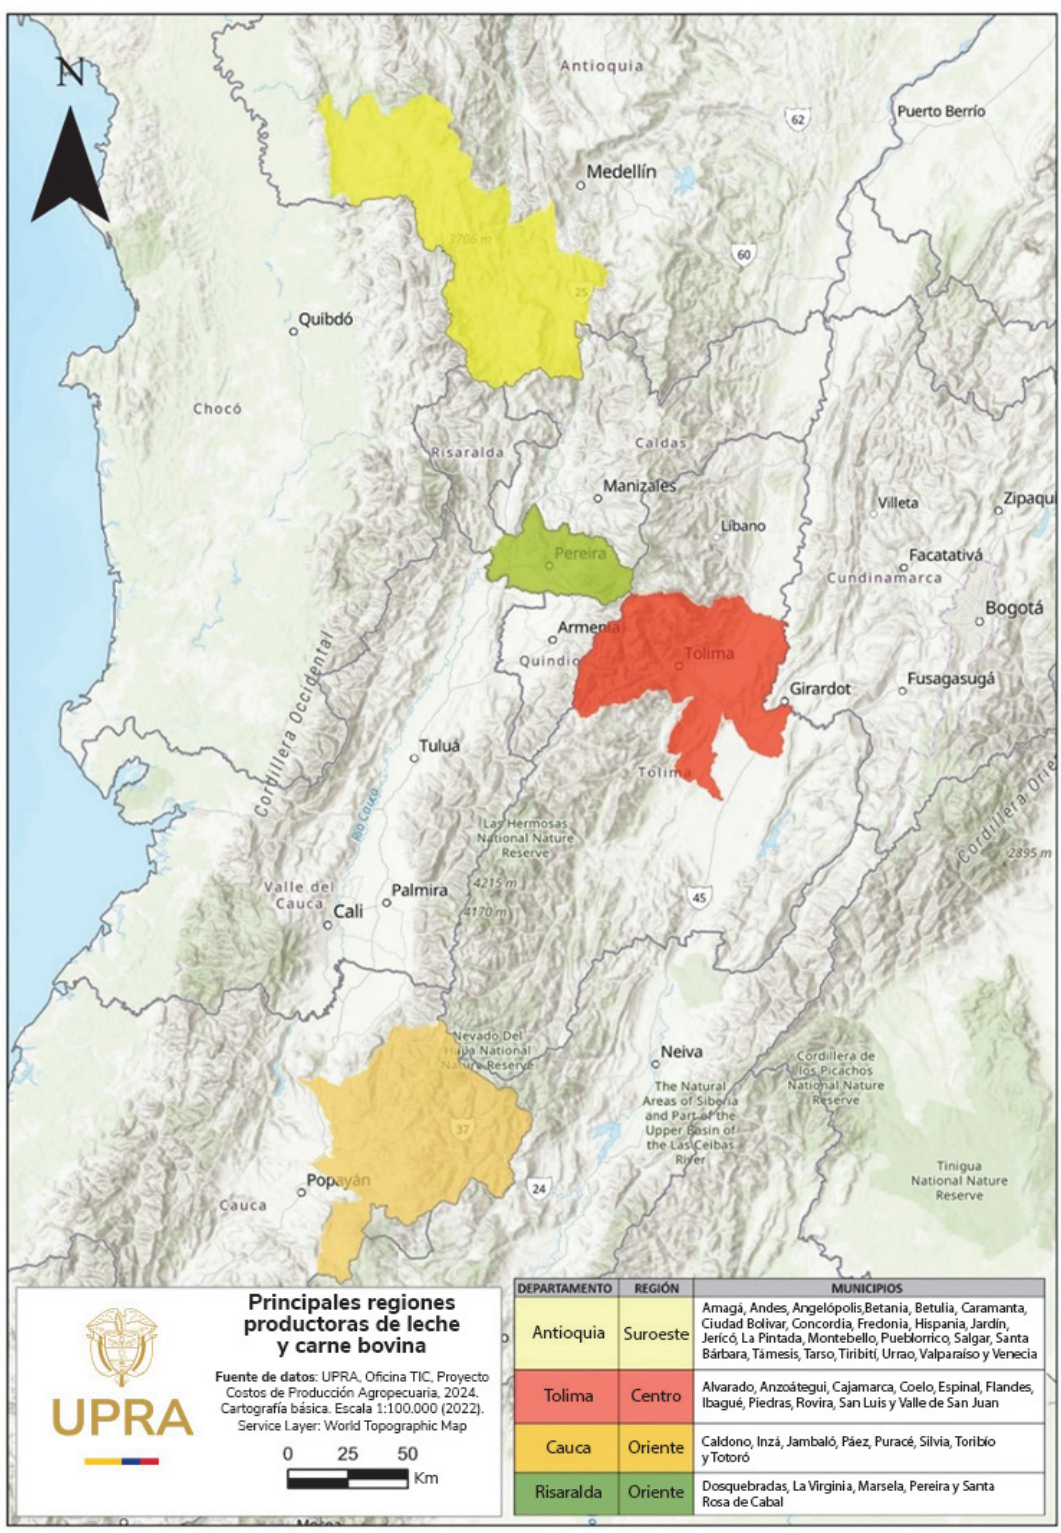 N
Antioquia
62
Puerto Berrío
Medellín
3706 m
60
25
Quibdó
Chocó
Risaralda
Caldas
Manizales
Villeta
Zipaqui
Líbano
Pereira
Facatativá
Cundinamarca
Bogotá
Armenia
Quindio
Tolima
Girardot
Fusagasugá
Cordillera Occidental
Tuluá
Tolima
Río Cauca
Las Hermosas
National Nature
Reserve
Cordillera Orie
2895 m
4215 m
Valle del
Cauca
Palmira
4170 m
45
Cali
Nevado Del
Huila National
Nature Reserve
Neiva
Cordillera de
los Picachos
National Nature
Reserve
The Natural
Areas of Siberia
and Part of the
Upper Basin of
the Las Ceibas
River
37
Tinigua
National Nature
Reserve
Popayán
24
Cauca
Principales regiones
productoras de leche
y carne bovina
Fuente de datos: UPRA, Oficina TIC, Proyecto
Costos de Producción Agropecuaria, 2024.
Cartografía básica. Escala 1:100.000 (2022).
Service Layer: World Topographic Map
UPRA
0 25 50
Km
DEPARTAMENTO REGIÓN MUNICIPIOS
Antioquia Suroeste
Amagá, Andes, Angelópolis,Betania, Betulia, Caramanta,
Ciudad Bolívar, Concordia, Fredonia, Hispania, Jardín,
Jericó, La Pintada, Montebello, Pueblorrico, Salgar, Santa
Bárbara, Támesis, Tarso, Tiribití, Urrao, Valparaíso y Venecia
Tolima Centro
Alvarado, Anzoátegui, Cajamarca, Coelo, Espinal, Flandes,
Ibagué, Piedras, Rovira, San Luis y Valle de San Juan
Cauca Oriente
Caldono, Inzá, Jambaló, Páez, Puracé, Silvia, Toribío
y Totoró
Risaralda Oriente
Dosquebradas, La Virginia, Marsela, Pereira y Santa
Rosa de Cabal